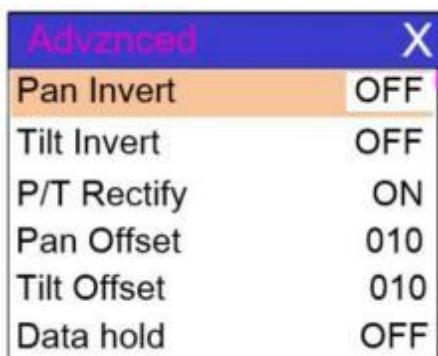 Advznced X
Pan Invert OFF
Tilt Invert OFF
P/T Rectify ON
Pan Offset 010
Tilt Offset 010
Data hold OFF